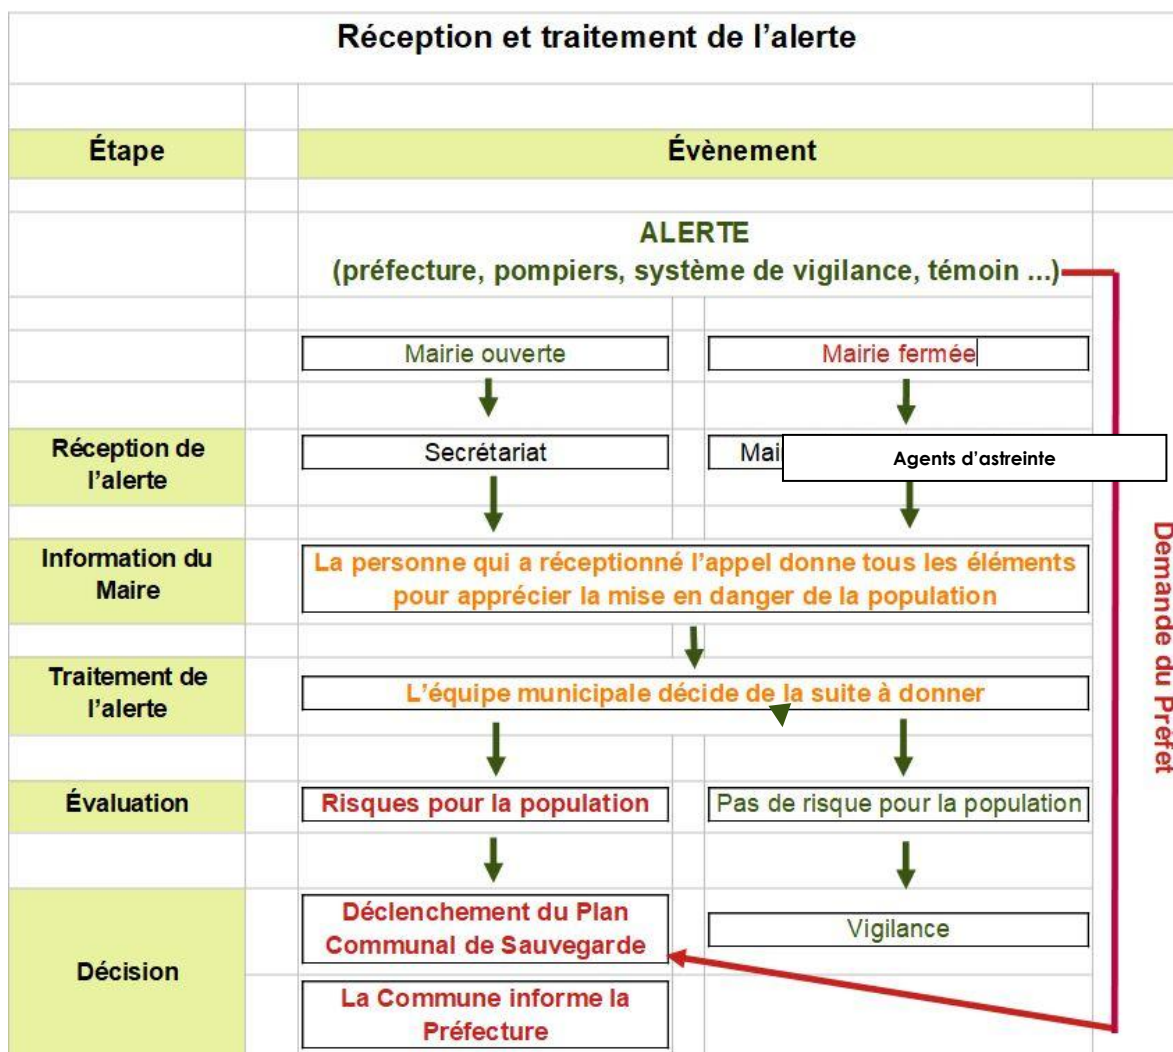 Réception et traitement de l’alerte
Étape
Évènement
ALERTE
(préfecture, pompiers, système de vigilance, témoin ...)
Mairie ouverte
Mairie fermée
Réception de
l’alerte
Secrétariat
Agents d’astreinte
Information du
Maire
La personne qui a réceptionné l’appel donne tous les éléments
pour apprécier la mise en danger de la population
Traitement de
l’alerte
L’équipe municipale décide de la suite à donner
Évaluation
Risques pour la population
Pas de risque pour la population
Décision
Déclenchement du Plan
Communal de Sauvegarde
Vigilance
La Commune informe la
Préfecture
Demande du Préfet